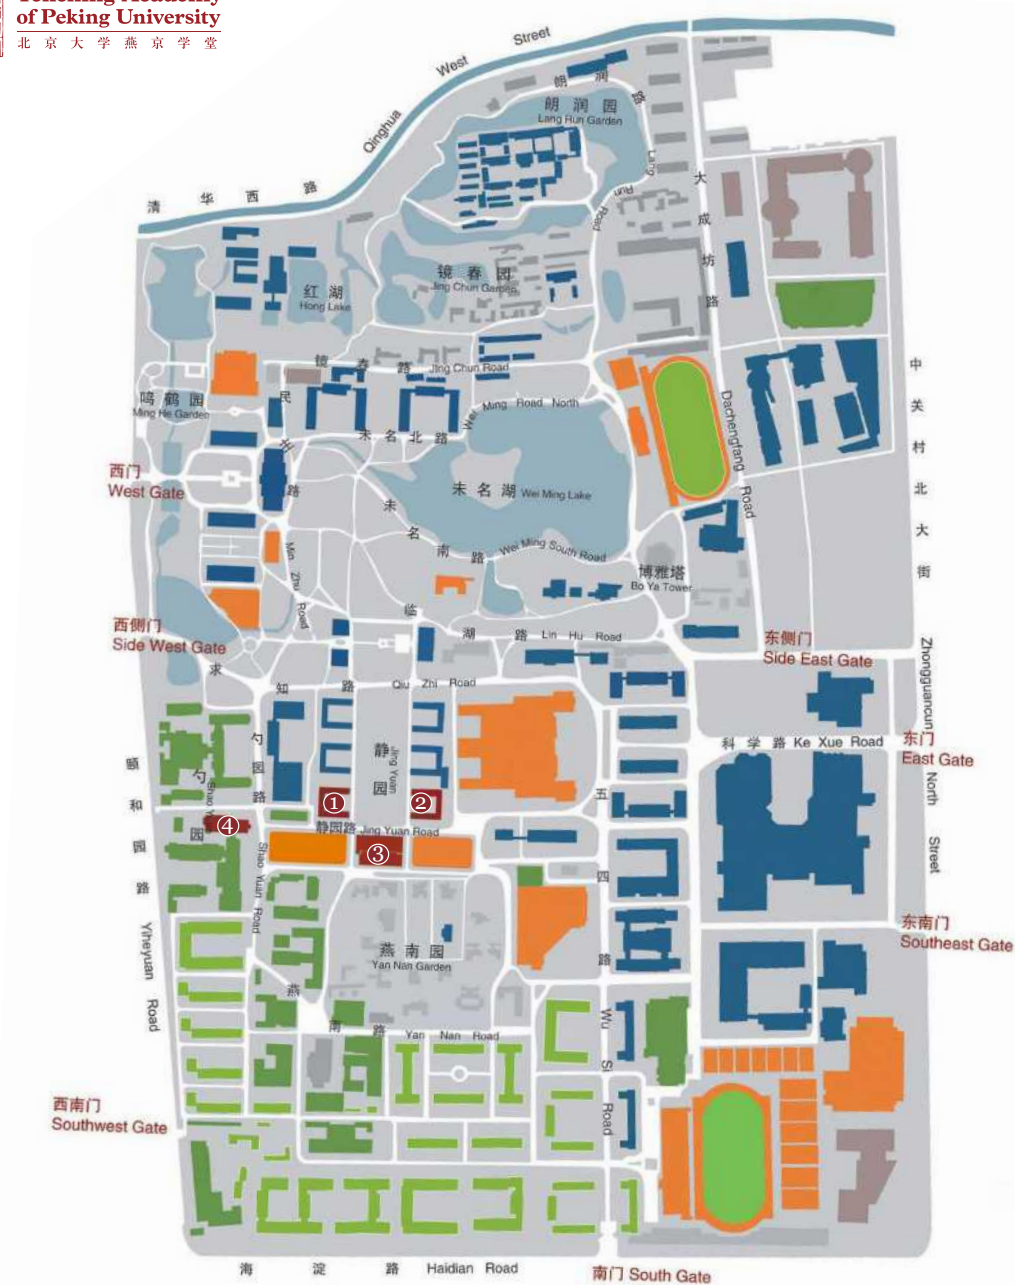 Yenching Academy
of Peking University
北京大学燕京学堂
Qinghua West Street
清华西路
朗润路
朗润园
Lang Run Garden
Lang Run Road
大成坊路
镜春园
Jing Chun Garden
红湖
Hong Lake
镜春路 Jing Chun Road
鸣鹤园
Ming He Garden
民主路
Min Zhu Road
未名北路
Wei Ming Road North
Dachengfang Road
中关村北大街
西门
West Gate
未名湖 Wei Ming Lake
未名南路 Wei Ming South Road
博雅塔
Bo Ya Tower
西侧门
Side West Gate
临湖路 Lin Hu Road
东侧门
Side East Gate
Zhongguancun North Street
求知路 Qiu Zhi Road
科学路 Ke Xue Road
东门
East Gate
勺园路
勺园
Shao Yuan Road
静园
Jing Yuan
①
②
静园路 Jing Yuan Road
③
④
颐和园路
Yiheyuan Road
五四路
Wu Si Road
东南门
Southeast Gate
燕南园
Yan Nan Garden
燕南路 Yan Nan Road
西南门
Southwest Gate
海淀路 Haidian Road
南门 South Gate